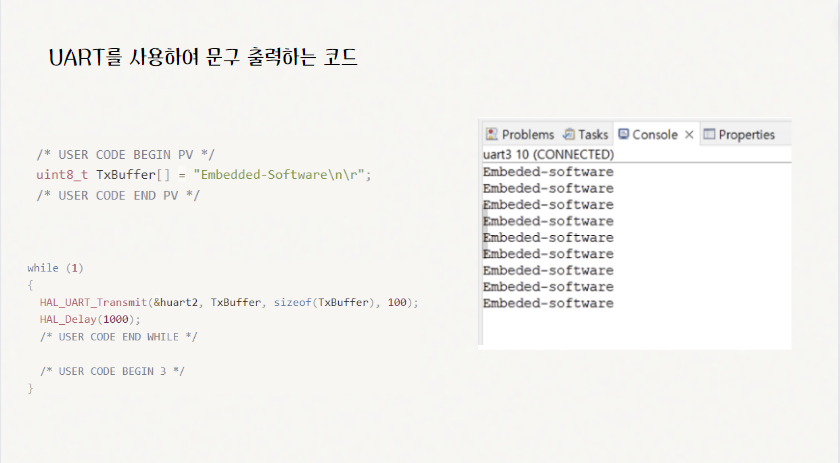 UART를 사용하여 문구 출력하는 코드
/* USER CODE BEGIN PV */
uint8_t TxBuffer[] = "Embedded-Software\n\r";
/* USER CODE END PV */
while (1)
{
HAL_UART_Transmit(&huart2, TxBuffer, sizeof(TxBuffer), 100);
HAL_Delay(1000);
/* USER CODE END WHILE */
/* USER CODE BEGIN 3 */
}
Problems Tasks Console Properties
uart3 10 (CONNECTED)
Embeded-software
Embeded-software
Embeded-software
Embeded-software
Embeded-software
Embeded-software
Embeded-software
Embeded-software
Embeded-software